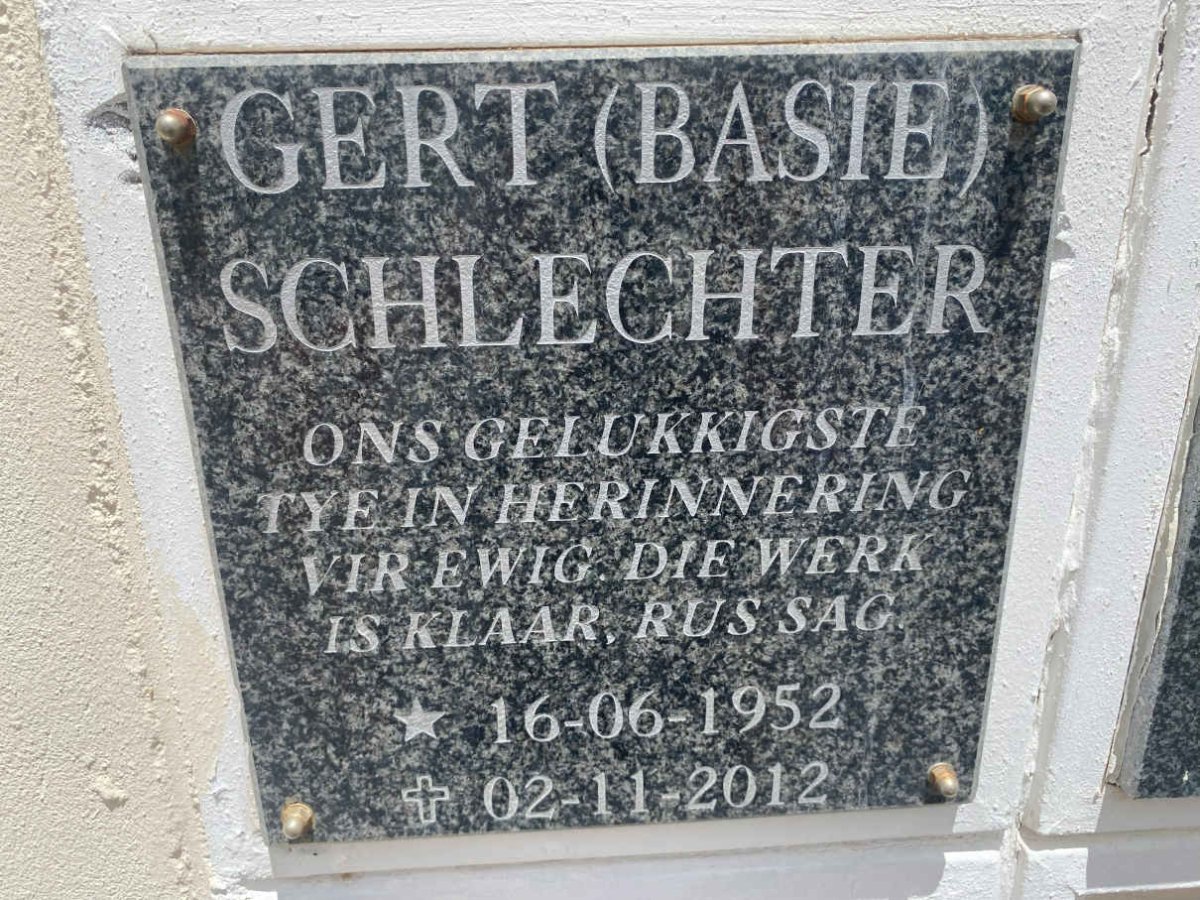 GERT (BASIE)
SCHLECHTER
ONS GELUKKIGSTE
TYE IN HERINNERING
VIR EWIG. DIE WERK
IS KLAAR, RUS SAG.
16-06-1952
02-11-2012